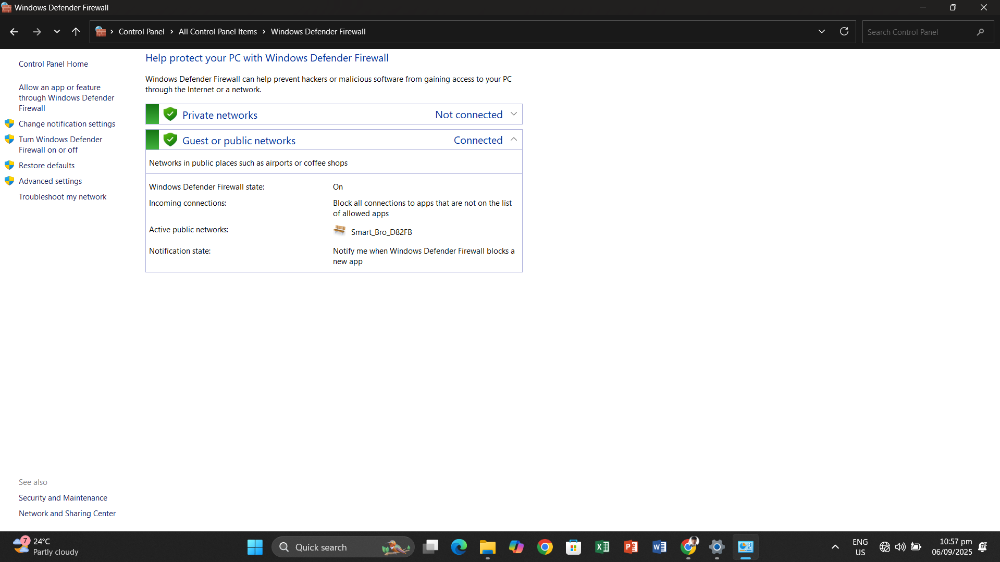 Windows Defender Firewall
Control Panel
All Control Panel Items
Windows Defender Firewall
Search Control Panel
Control Panel Home
Allow an app or feature
through Windows Defender
Firewall
Change notification settings
Turn Windows Defender
Firewall on or off
Restore defaults
Advanced settings
Troubleshoot my network
Help protect your PC with Windows Defender Firewall
Windows Defender Firewall can help prevent hackers or malicious software from gaining access to your PC
through the Internet or a network.
Private networks
Not connected
Guest or public networks
Connected
Networks in public places such as airports or coffee shops
Windows Defender Firewall state:
On
Incoming connections:
Block all connections to apps that are not on the list
of allowed apps
Active public networks:
Smart_Bro_D82FB
Notification state:
Notify me when Windows Defender Firewall blocks a
new app
See also
Security and Maintenance
Network and Sharing Center
7
24°C
Partly cloudy
Quick search
ENG
US
10:57 pm
06/09/2025